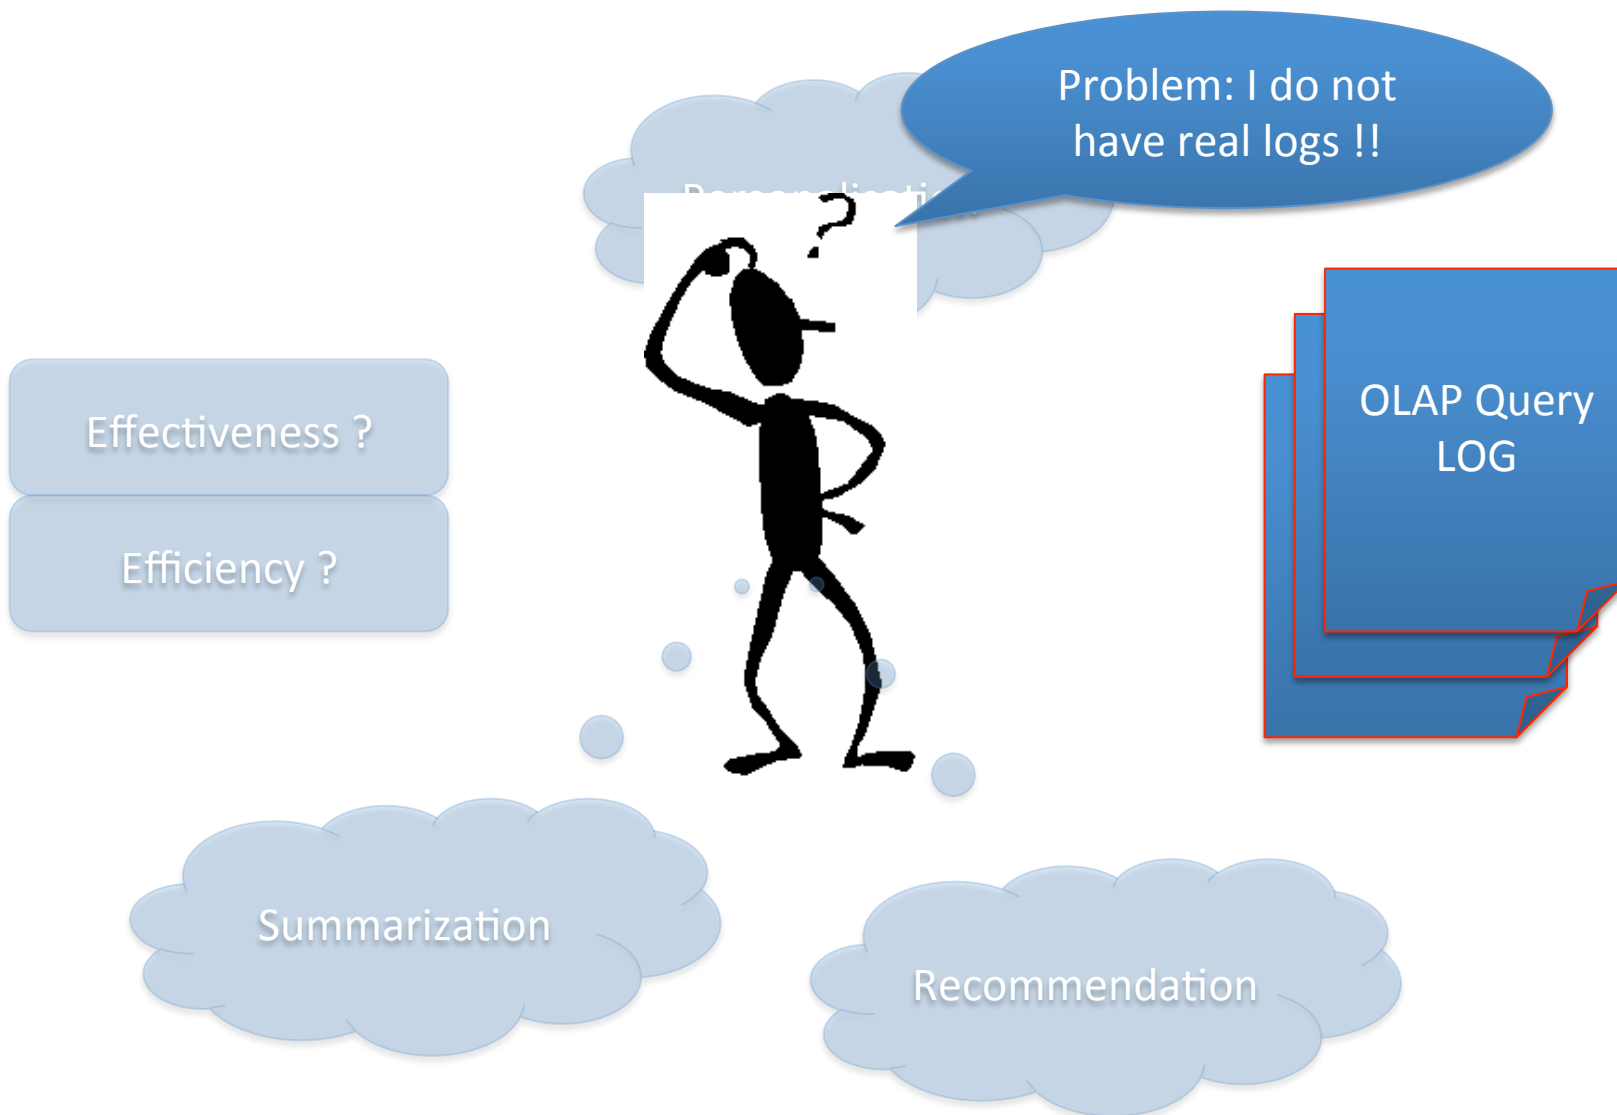 Problem: I do not
have real logs !!
?
OLAP Query
LOG
Effectiveness ?
Efficiency ?
Summarization
Recommendation